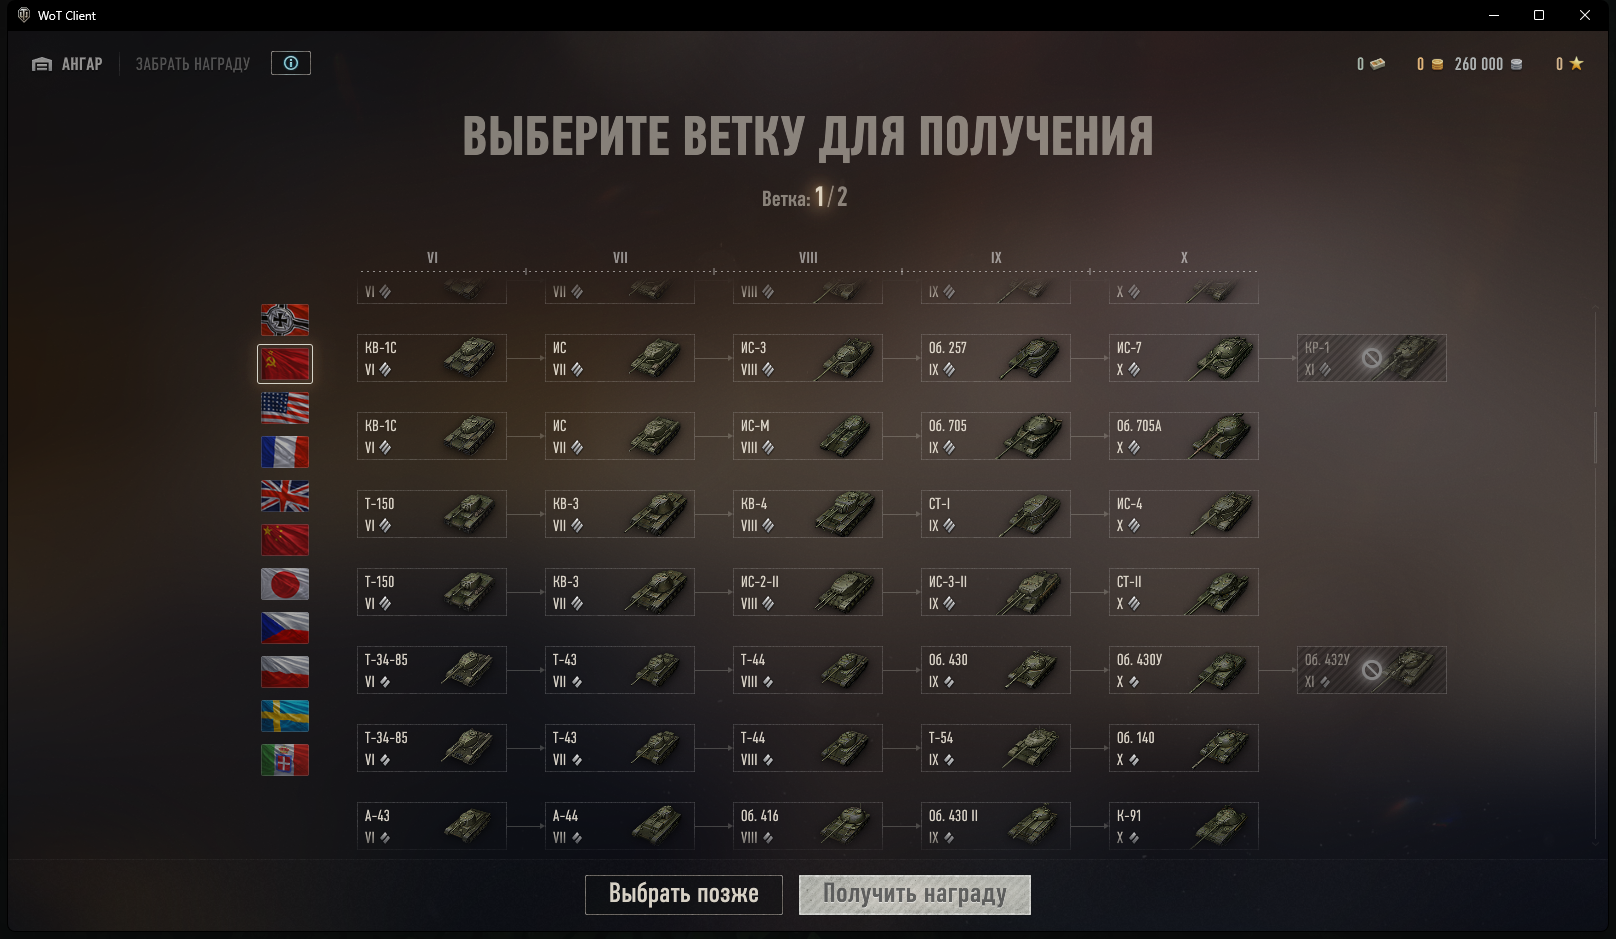 WoT Client
АНГАР ЗАБРАТЬ НАГРАДУ 0 0 260 000 0
ВЫБЕРИТЕ ВЕТКУ ДЛЯ ПОЛУЧЕНИЯ
Ветка: 1/2
VI VII VIII IX X
VI VII VIII IX X
КВ-1С ИС ИС-3 Об. 257 ИС-7 КР-1
VI VII VIII IX X XI
КВ-1С ИС ИС-М Об. 705 Об. 705А
VI VII VIII IX X
Т-150 КВ-3 КВ-4 СТ-I ИС-4
VI VII VIII IX X
Т-150 КВ-3 ИС-2-II ИС-3-II СТ-II
VI VII VIII IX X
Т-34-85 Т-43 Т-44 Об. 430 Об. 430У Об. 432У
VI VII VIII IX X XI
Т-34-85 Т-43 Т-44 Т-54 Об. 140
VI VII VIII IX X
А-43 А-44 Об. 416 Об. 430 II К-91
VI VII VIII IX X
Выбрать позже Получить награду